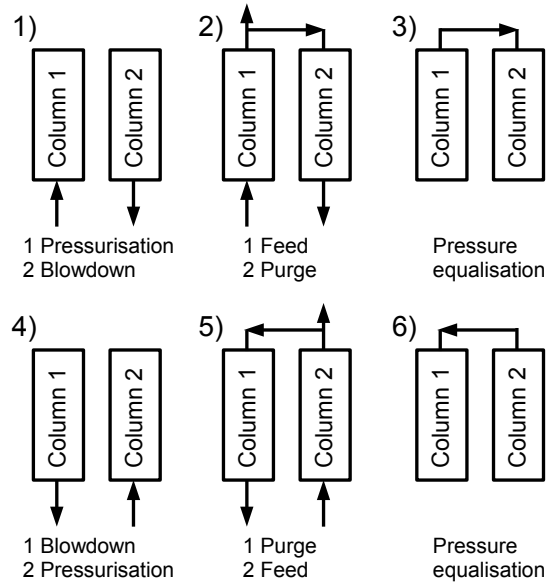 1)
Column 1
Column 2
1 Pressurisation
2 Blowdown
2)
Column 1
Column 2
1 Feed
2 Purge
3)
Column 1
Column 2
Pressure
equalisation
4)
Column 1
Column 2
1 Blowdown
2 Pressurisation
5)
Column 1
Column 2
1 Purge
2 Feed
6)
Column 1
Column 2
Pressure
equalisation